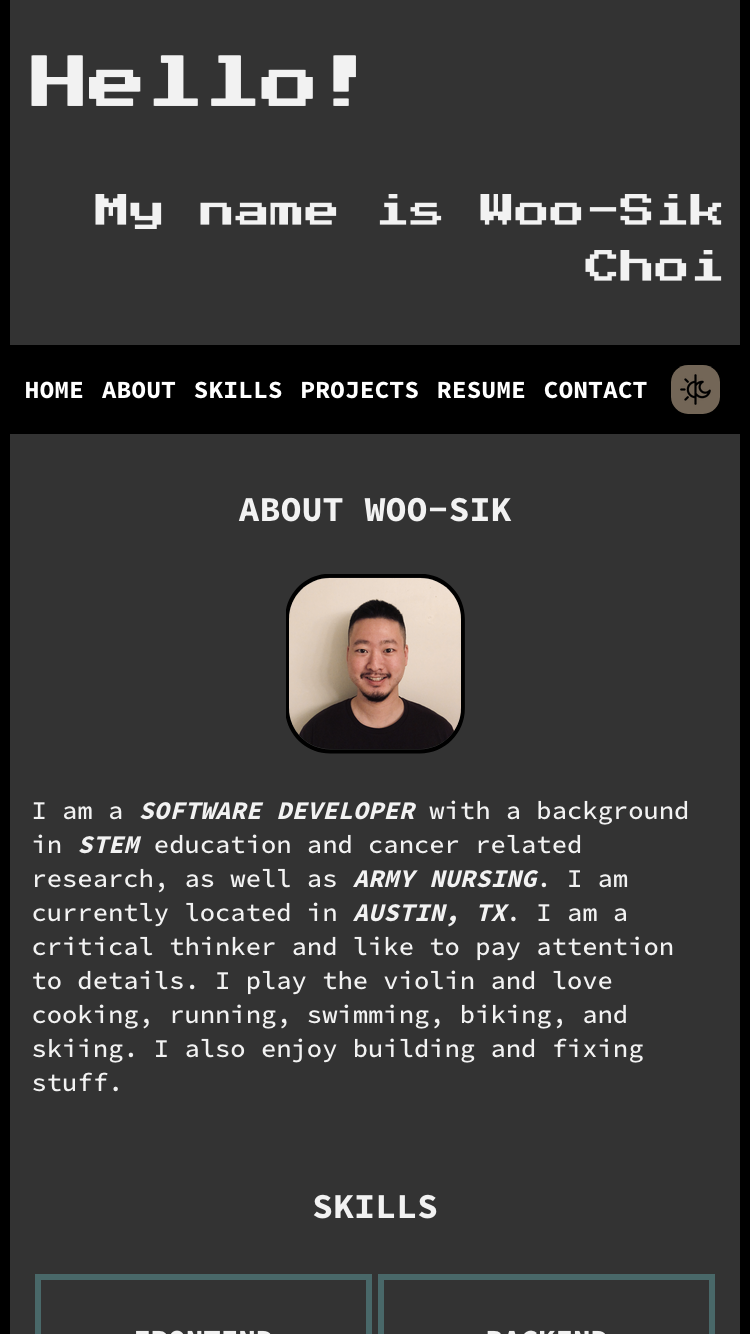 Hello!
My name is Woo-Sik
Choi
HOME ABOUT SKILLS PROJECTS RESUME CONTACT
ABOUT WOO-SIK
I am a SOFTWARE DEVELOPER with a background
in STEM education and cancer related
research, as well as ARMY NURSING. I am
currently located in AUSTIN, TX. I am a
critical thinker and like to pay attention
to details. I play the violin and love
cooking, running, swimming, biking, and
skiing. I also enjoy building and fixing
stuff.
SKILLS
FRONTEND BACKEND